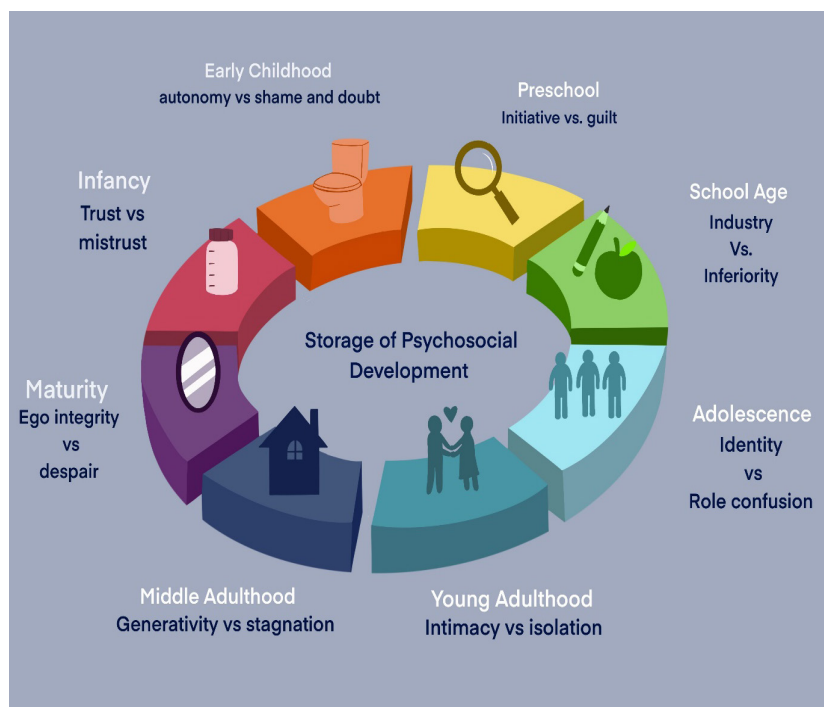 Early Childhood
autonomy vs shame and doubt
Preschool
Initiative vs. guilt
Infancy
Trust vs
mistrust
School Age
Industry
Vs.
Inferiority
Storage of Psychosocial
Development
Maturity
Ego integrity
vs
despair
Adolescence
Identity
vs
Role confusion
Middle Adulthood
Generativity vs stagnation
Young Adulthood
Intimacy vs isolation